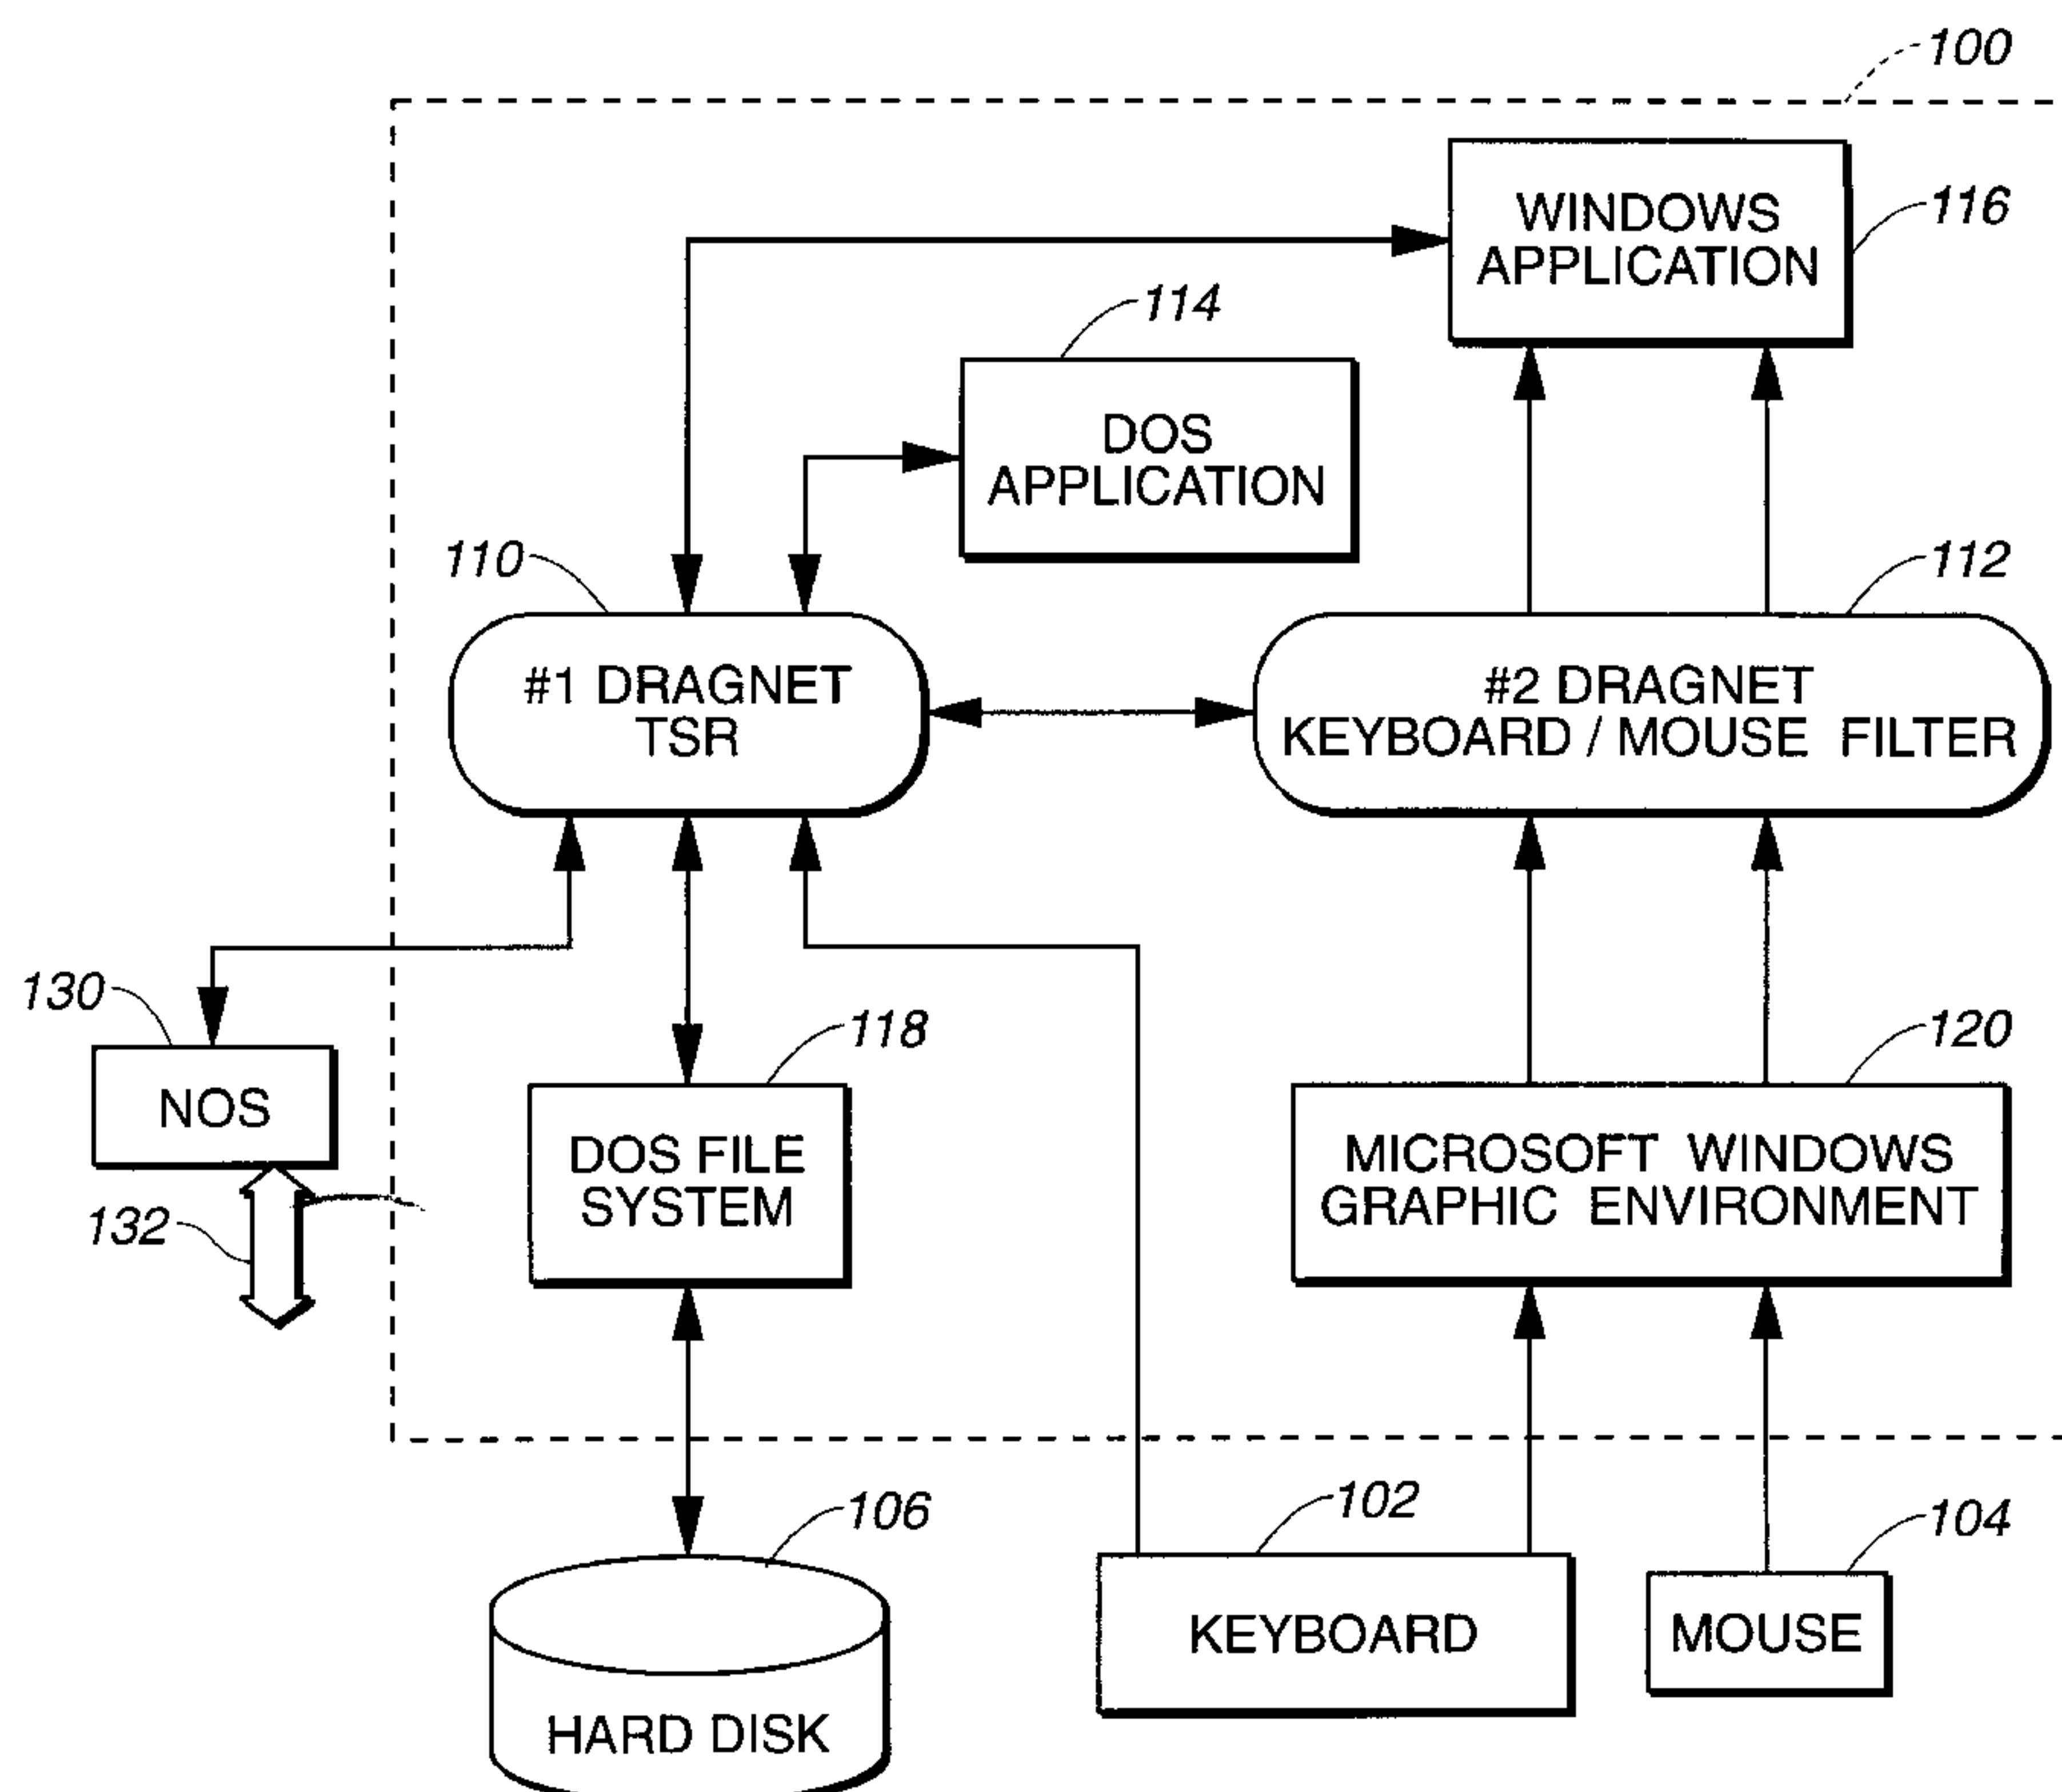 100
WINDOWS
APPLICATION
116
114
DOS
APPLICATION
110
112
#1 DRAGNET
TSR
#2 DRAGNET
KEYBOARD / MOUSE FILTER
130
NOS
118
120
DOS FILE
SYSTEM
MICROSOFT WINDOWS
GRAPHIC ENVIRONMENT
132
106
102
104
HARD DISK
KEYBOARD
MOUSE